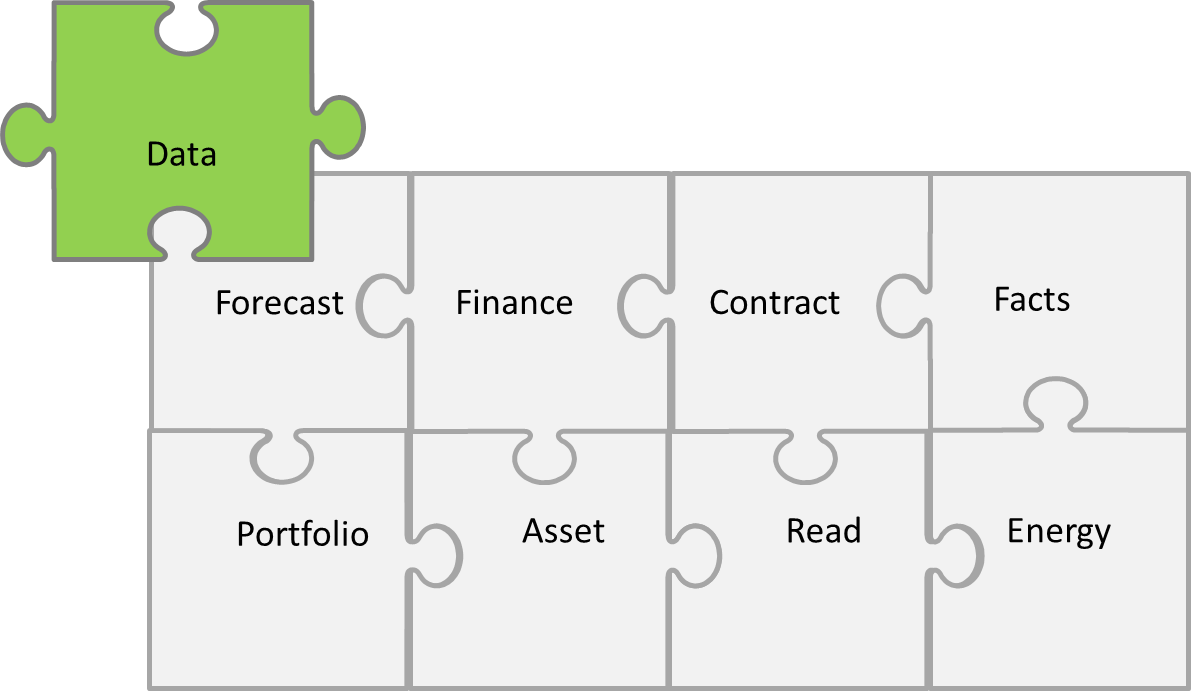 Data
Forecast
Finance
Contract
Facts
Portfolio
Asset
Read
Energy